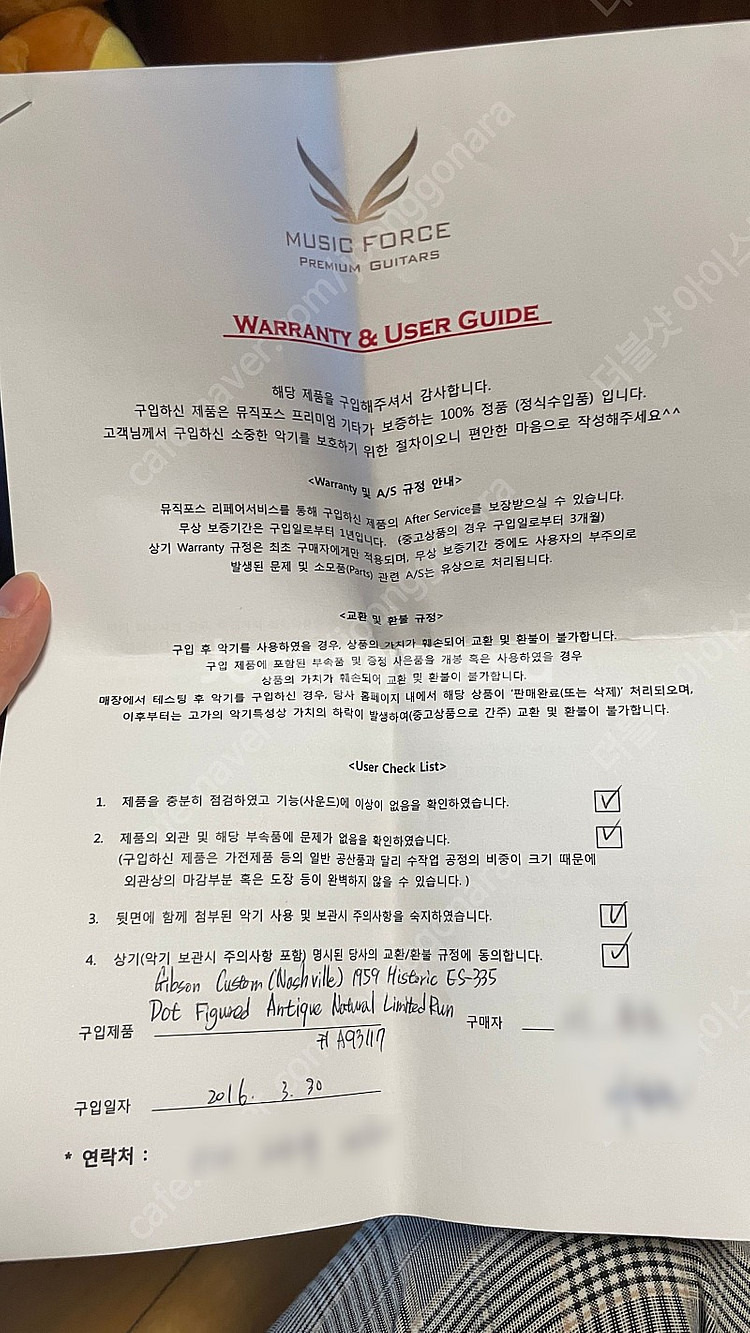 MUSIC FORCE
PREMIUM GUITARS
WARRANTY & USER GUIDE
해당 제품을 구입해주셔서 감사합니다.
구입하신 제품은 뮤직포스 프리미엄 기타가 보증하는 100% 정품 (정식수입품) 입니다.
고객님께서 구입하신 소중한 악기를 보호하기 위한 절차이오니 편안한 마음으로 작성해주세요^^
<Warranty 및 A/S 규정 안내>
뮤직포스 리페어서비스를 통해 구입하신 제품의 After Service를 보장받으실 수 있습니다.
무상 보증기간은 구입일로부터 1년입니다. (중고상품의 경우 구입일로부터 3개월)
상기 Warranty 규정은 최초 구매자에게만 적용되며, 무상 보증기간 중에도 사용자의 부주의로
발생된 문제 및 소모품(Parts) 관련 A/S는 유상으로 처리됩니다.
<교환 및 환불 규정>
구입 후 악기를 사용하였을 경우, 상품의 가치가 훼손되어 교환 및 환불이 불가합니다.
구입 제품에 포함된 부속품 및 증정 사은품을 개봉 혹은 사용하였을 경우
상품의 가치가 훼손되어 교환 및 환불이 불가합니다.
매장에서 테스팅 후 악기를 구입하신 경우, 당사 홈페이지 내에서 해당 상품이 '판매완료(또는 삭제)' 처리되오며,
이후부터는 고가의 악기특성상 가치의 하락이 발생하여(중고상품으로 간주) 교환 및 환불이 불가합니다.
<User Check List>
1. 제품을 충분히 점검하였고 기능(사운드)에 이상이 없음을 확인하였습니다.
2. 제품의 외관 및 해당 부속품에 문제가 없음을 확인하였습니다.
(구입하신 제품은 가전제품 등의 일반 공산품과 달리 수작업 공정의 비중이 크기 때문에
외관상의 마감부분 혹은 도장 등이 완벽하지 않을 수 있습니다. )
3. 뒷면에 함께 첨부된 악기 사용 및 보관시 주의사항을 숙지하였습니다.
4. 상기(악기 보관시 주의사항 포함) 명시된 당사의 교환/환불 규정에 동의합니다.
Gibson Custom (Nashville) 1959 Historic ES-335
Dot Figured Antique Natural Limited Run
구입제품 구매자
A93117
구입일자 2016. 3. 30
* 연락처 :